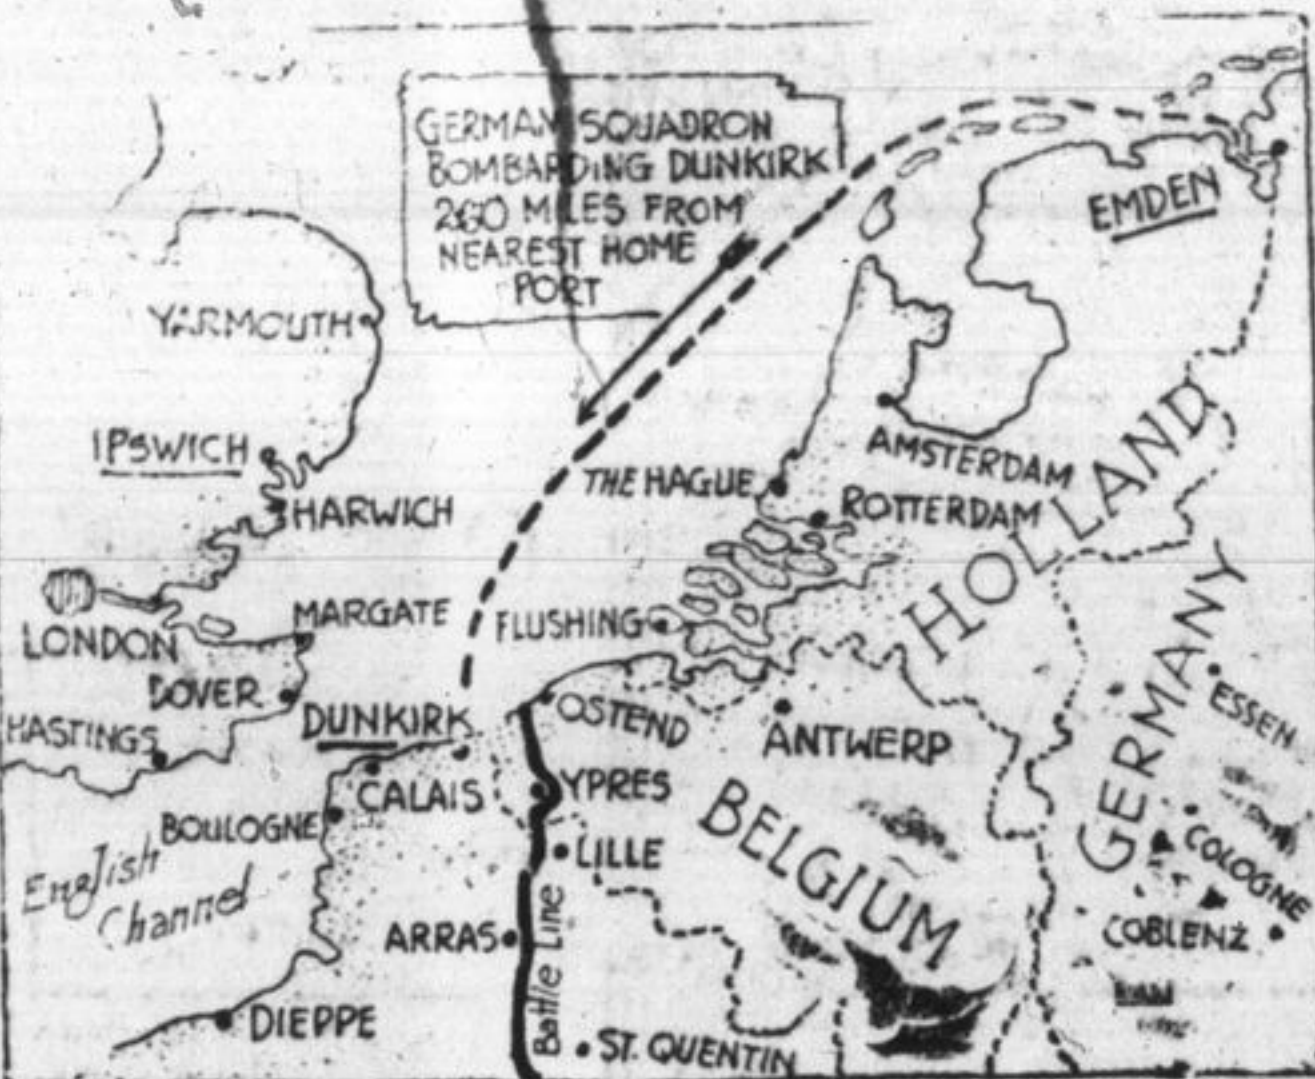 GERMAN SQUADRON
BOMBARDING DUNKIRK
260 MILES FROM
NEAREST HOME
PORT
EMDEN
YARMOUTH
IPSWICH
HARWICH
THE HAGUE
AMSTERDAM
ROTTERDAM
HOLLAND
LONDON
MARGATE
FLUSHING
DOVER
DUNKIRK
HASTINGS
OSTEND
ANTWERP
GERMANY
ESSEN
CALAIS
YPRES
BOULOGNE
LILLE
BELGIUM
COLOGNE
English
Channel
ARRAS
Battle Line
COBLENZ
DIEPPE
ST. QUENTIN